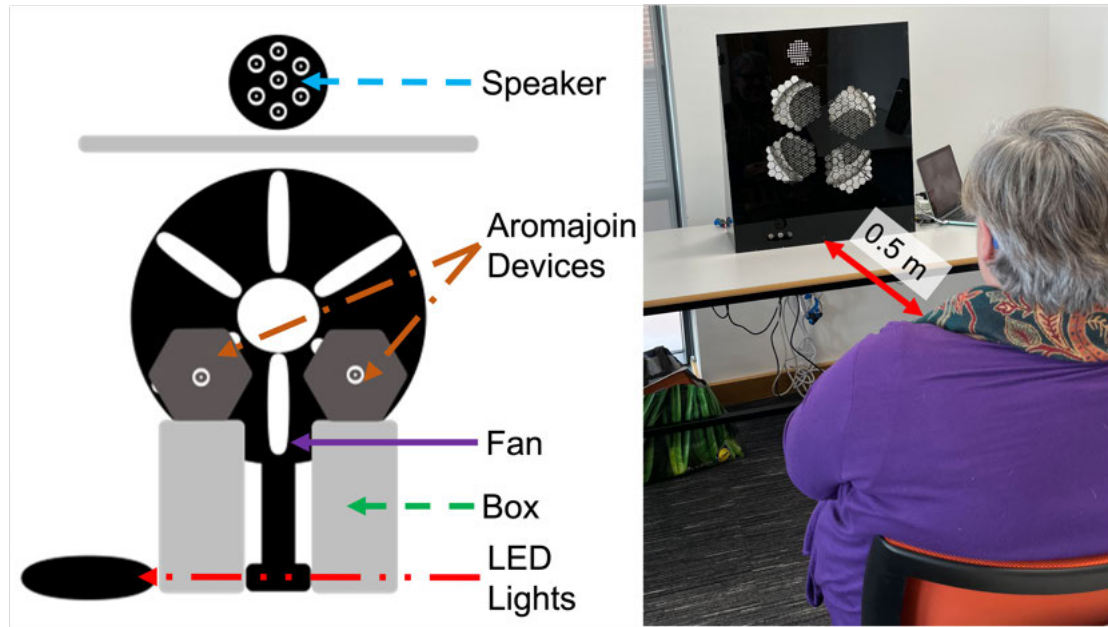 Speaker
Aromajoin
Devices
Fan
Box
LED
Lights
0.5 m